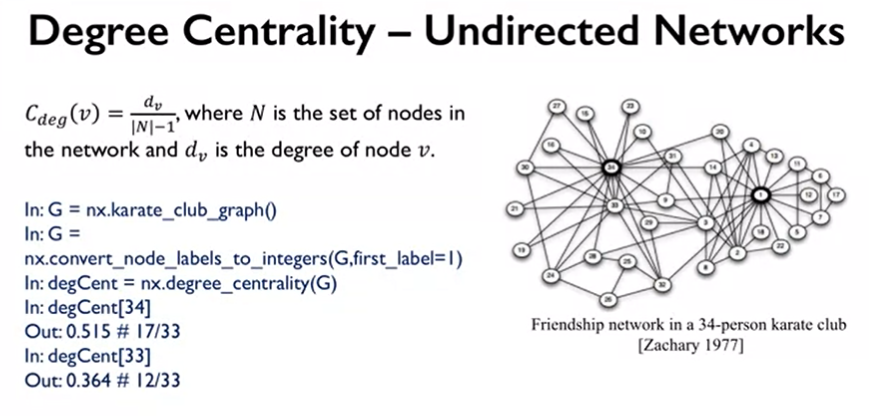 Degree Centrality – Undirected Networks
C_deg(v) = d_v / |N|−1, where N is the set of nodes in
the network and d_v is the degree of node v.
In: G = nx.karate_club_graph()
In: G =
nx.convert_node_labels_to_integers(G,first_label=1)
In: degCent = nx.degree_centrality(G)
In: degCent[34]
Out: 0.515 # 17/33
In: degCent[33]
Out: 0.364 # 12/33
27
15
23
10
20
4
16
31
13
11
30
34
14
6
1
12
17
21
33
9
3
7
29
18
5
19
22
2
28
25
8
24
32
26
Friendship network in a 34-person karate club
[Zachary 1977]